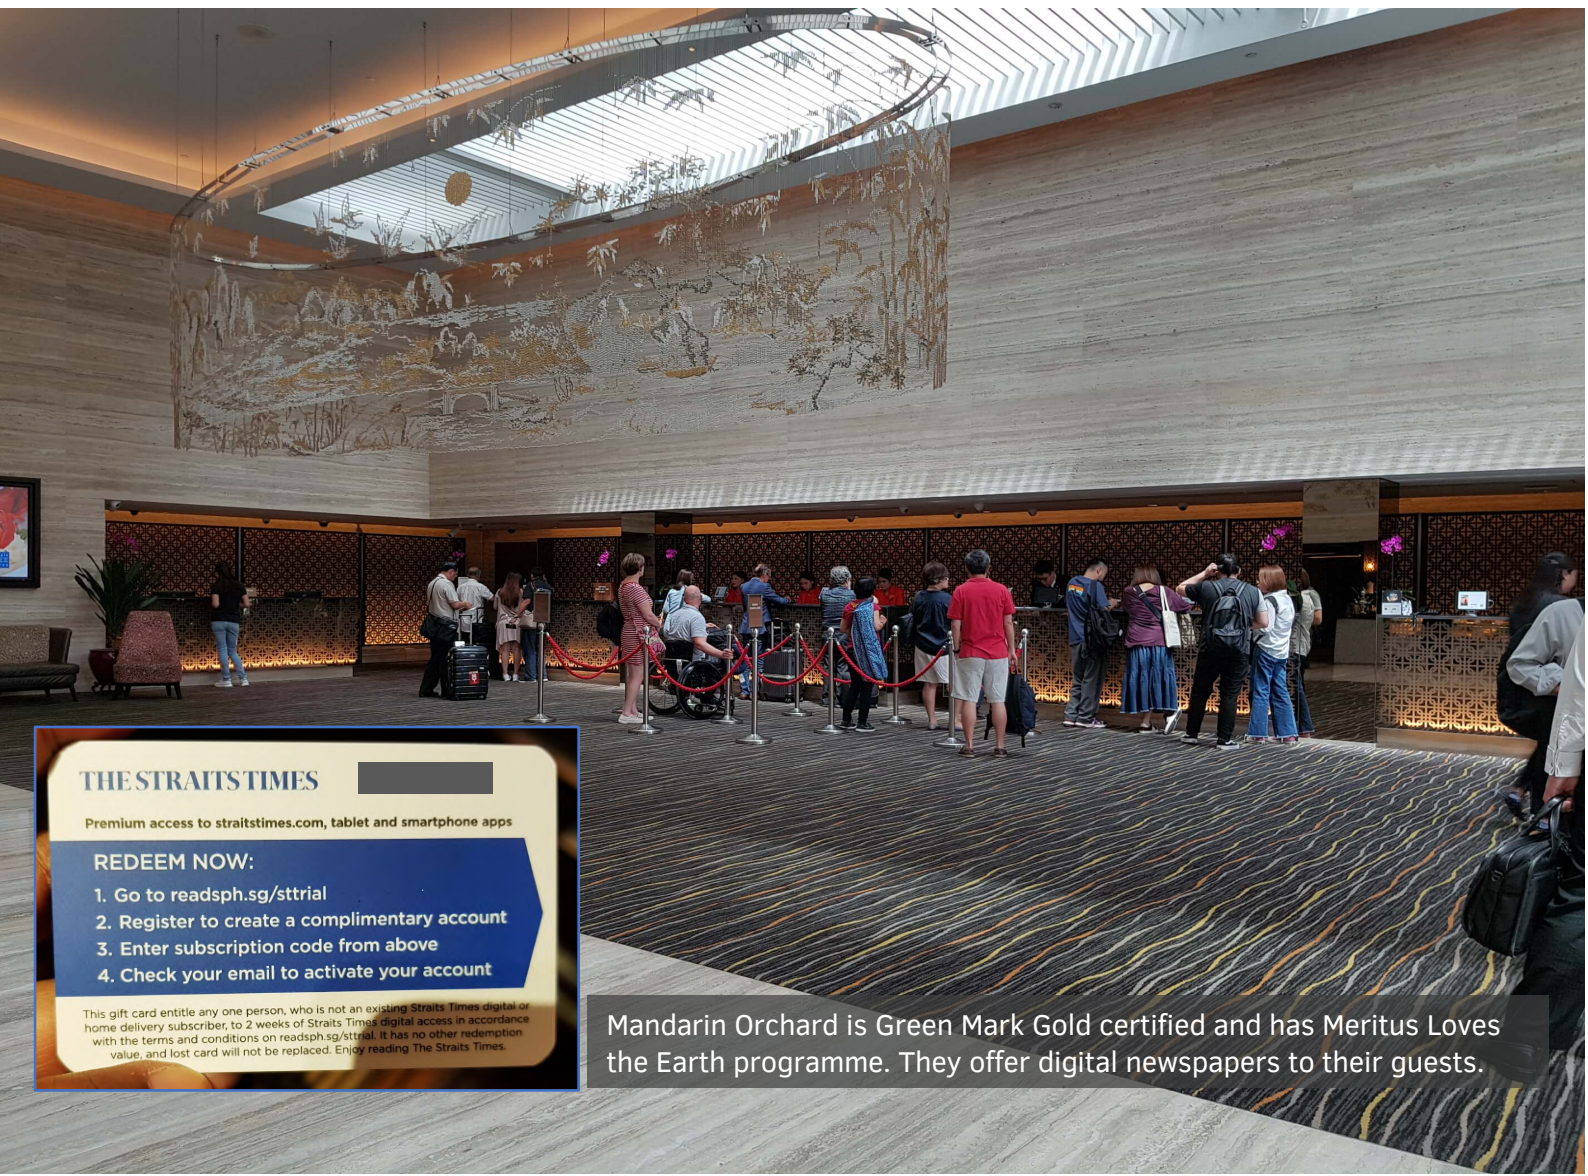 THE STRAITS TIMES
Premium access to straitstimes.com, tablet and smartphone apps
REDEEM NOW:
1. Go to readsph.sg/sttrial
2. Register to create a complimentary account
3. Enter subscription code from above
4. Check your email to activate your account
This gift card entitle any one person, who is not an existing Straits Times digital or
home delivery subscriber, to 2 weeks of Straits Times digital access in accordance
with the terms and conditions on readsph.sg/sttrial. It has no other redemption
value, and lost card will not be replaced. Enjoy reading The Straits Times.
Mandarin Orchard is Green Mark Gold certified and has Meritus Loves
the Earth programme. They offer digital newspapers to their guests.